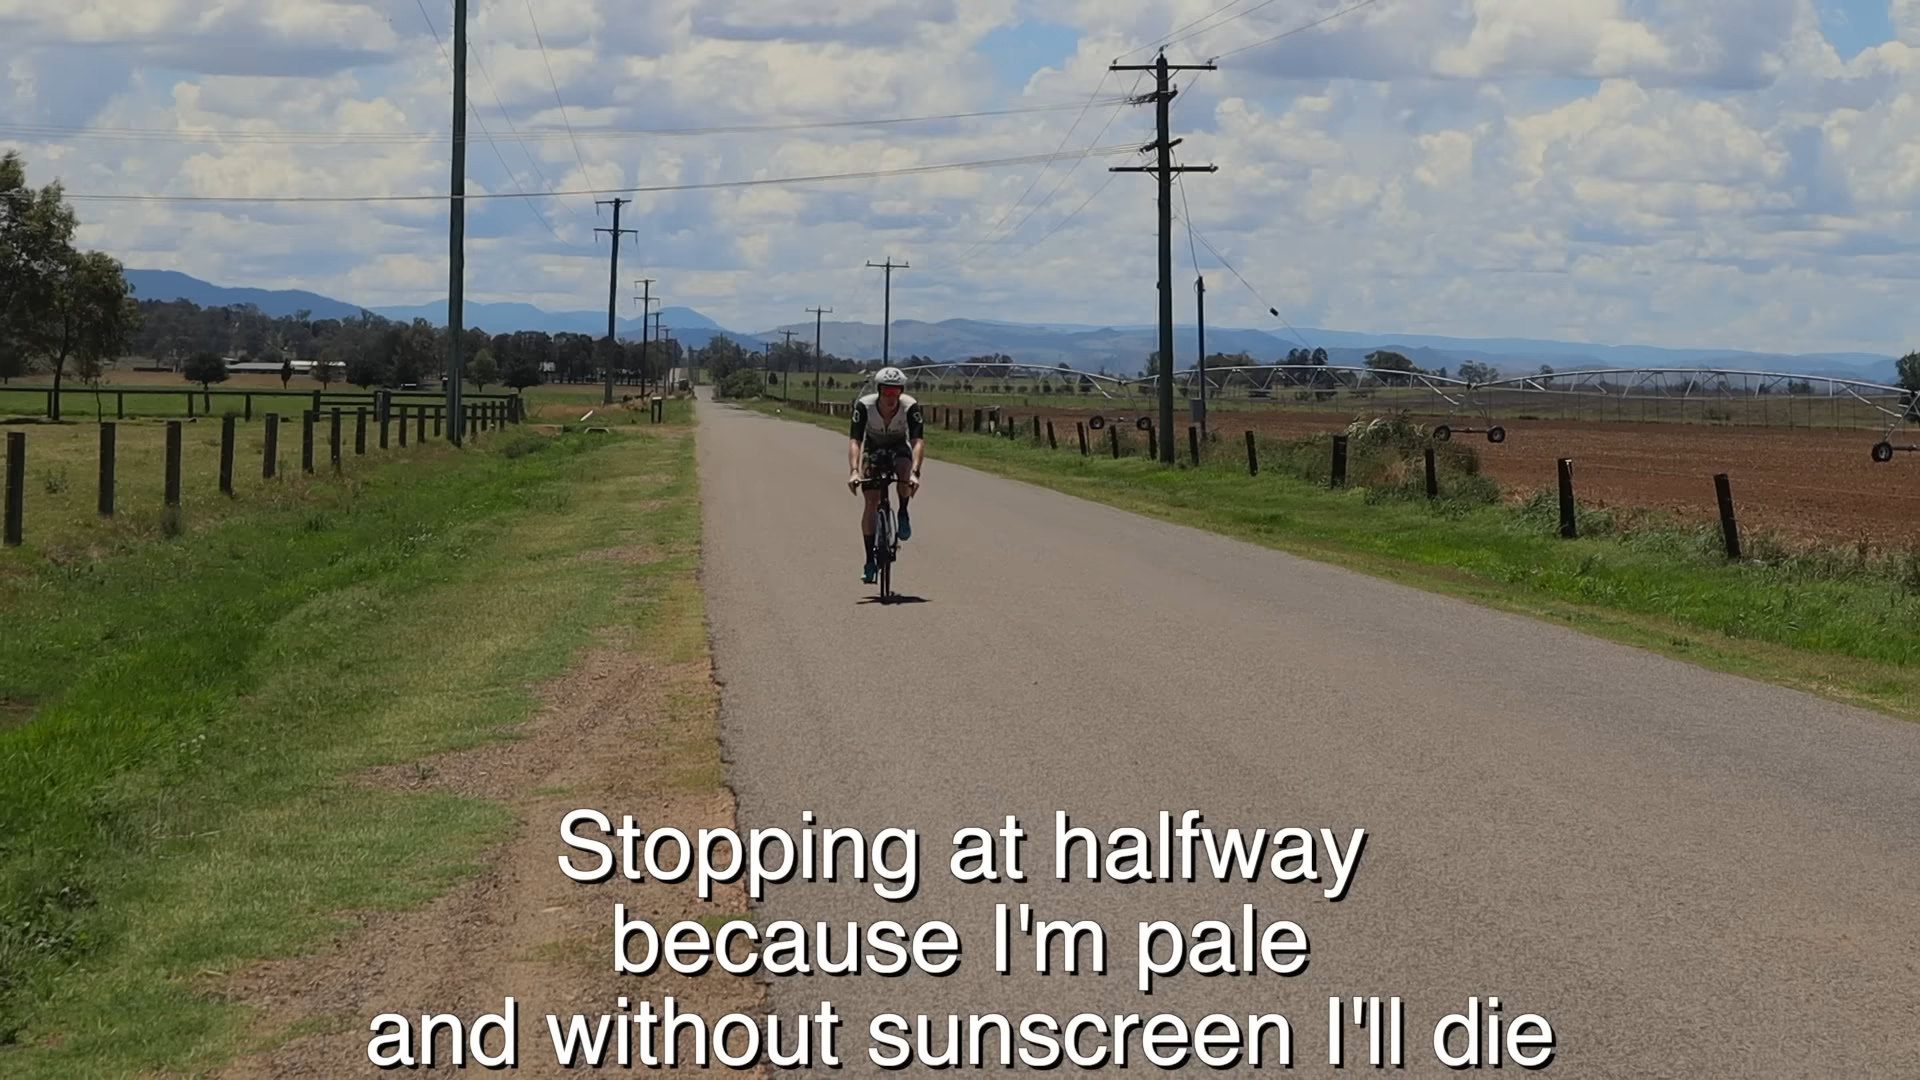 Stopping at halfway
because I'm pale
and without sunscreen I'll die